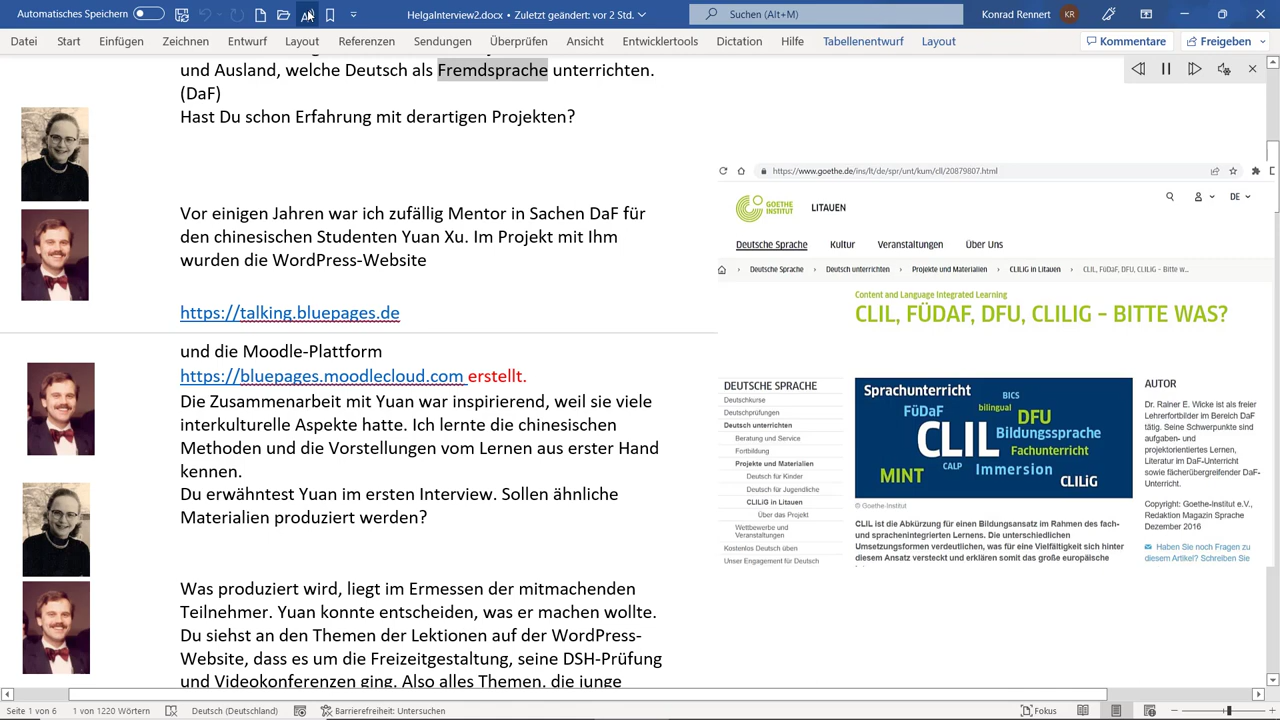 Automatisches Speichern
Hinter der geschlossenen Tür - Zuletzt geändert: vor 2 Std.
Suchen (Alt+M)
Datei Start Einfügen Zeichnen Entwurf Layout Referenzen Sendungen Überprüfen Ansicht Entwicklertools Dictation Hilfe Tabellenentwurf Layout Kommentare Freigeben
und Ausland, welche Deutsch als Fremdsprache unterrichten.
(DaF)
Hast Du schon Erfahrung mit derartigen Projekten?
Vor einigen Jahren war ich zufällig Mentor in Sachen DaF für
den chinesischen Studenten Yuan Xu. Im Projekt mit Ihm
wurden die WordPress-Website
https://talking.bluepages.de
und die Moodle-Plattform
https://bluepages.moodlecloud.com erstellt.
Die Zusammenarbeit mit Yuan war inspirierend, weil sie viele
interkulturelle Aspekte hatte. Ich lernte die chinesischen
Methoden und die Vorstellungen vom Lernen aus erster Hand
kennen.
Du erwähntest Yuan im ersten Interview. Sollen ähnliche
Materialien produziert werden?
Was produziert wird, liegt im Ermessen der mitmachenden
Teilnehmer. Yuan konnte entscheiden, was er machen wollte.
Du siehst an den Themen der Lektionen auf der WordPress-
Website, dass es um die Freizeitgestaltung, seine DSH-Prüfung
und Videokonferenzen ging. Also alles Themen, die junge
https://www.goethe.de/ins/lt/de/spr/unt/kum/cll/20879807.html
GOETHE
INSTITUT
LITAUEN
DE
Deutsche Sprache Kultur Veranstaltungen Über Uns
Deutsche Sprache › Deutsch unterrichten › Projekte und Materialien › CLILiG in Litauen › CLIL, FüDaF, DFU, CLILiG – Bitte w...
Content and Language Integrated Learning
CLIL, FÜDAF, DFU, CLILIG – BITTE WAS?
DEUTSCHE SPRACHE
Deutschkurse
Deutschprüfungen
Deutsch unterrichten
Beratung und Service
Fortbildung
Projekte und Materialien
Deutsch für Kinder
Deutsch für Jugendliche
CLILiG in Litauen
Über das Projekt
Wettbewerbe und
Veranstaltungen
Kostenlos Deutsch üben
Unser Engagement für Deutsch
Sprachunterricht
BICS
FüDaF
bilingual
DFU
CLIL
Bildungssprache
Fachunterricht
CALP
Immersion
MINT
CLILiG
© Goethe-Institut
CLIL ist die Abkürzung für einen Bildungsansatz im Rahmen des fach-
und sprachenintegrierten Lernens. Die unterschiedlichen
Umsetzungsformen verdeutlichen, was für eine Vielfältigkeit sich hinter
diesem Ansatz versteckt und erklären somit das große europäische
AUTOR
Dr. Rainer E. Wicke ist als freier
Lehrerfortbilder im Bereich DaF
tätig. Seine Schwerpunkte sind
aufgaben- und
projektorientiertes Lernen,
Literatur im DaF-Unterricht
sowie fächerübergreifender DaF-
Unterricht.
Copyright: Goethe-Institut e.V.,
Redaktion Magazin Sprache
Dezember 2016
Haben Sie noch Fragen zu
diesem Artikel? Schreiben Sie
Seite 1 von 6 1 von 1220 Wörtern Deutsch (Deutschland) Barrierefreiheit: Untersuchen Fokus